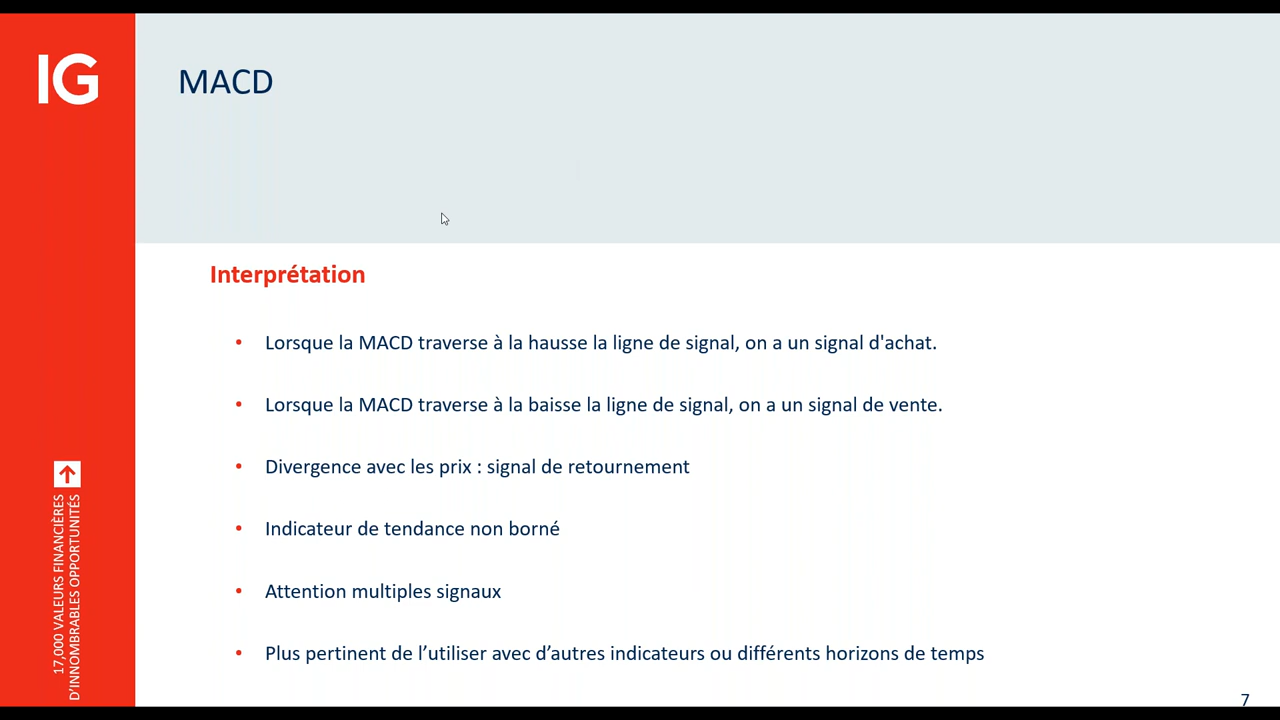 IG
MACD
Interprétation
• Lorsque la MACD traverse à la hausse la ligne de signal, on a un signal d'achat.
• Lorsque la MACD traverse à la baisse la ligne de signal, on a un signal de vente.
• Divergence avec les prix : signal de retournement
• Indicateur de tendance non borné
• Attention multiples signaux
• Plus pertinent de l’utiliser avec d’autres indicateurs ou différents horizons de temps
17,000 VALEURS FINANCIÈRES
D’INNOMBRABLES OPPORTUNITÉS
7